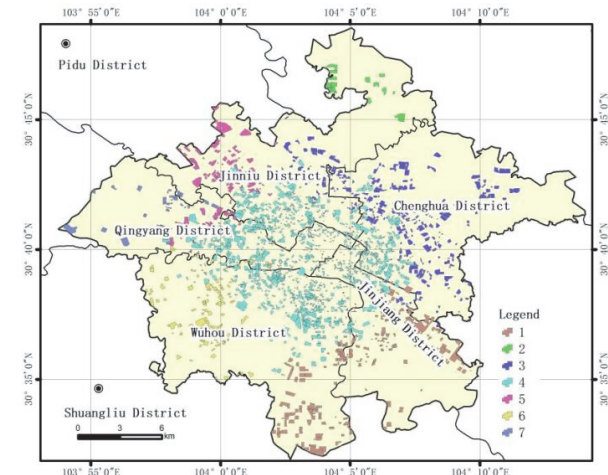 103° 55'0"E 104° 0'0"E 104° 5'0"E 104° 10'0"E
Pidu District
30° 45'0"N 30° 45'0"N
Jinniu District
Chenghua District
Qingyang District
30° 40'0"N 30° 40'0"N
Jinjiang District
Wuhou District
Legend
1
2
3
4
5
6
7
30° 35'0"N 30° 35'0"N
Shuangliu District
0 3 6
km
103° 55'0"E 104° 0'0"E 104° 5'0"E 104° 10'0"E